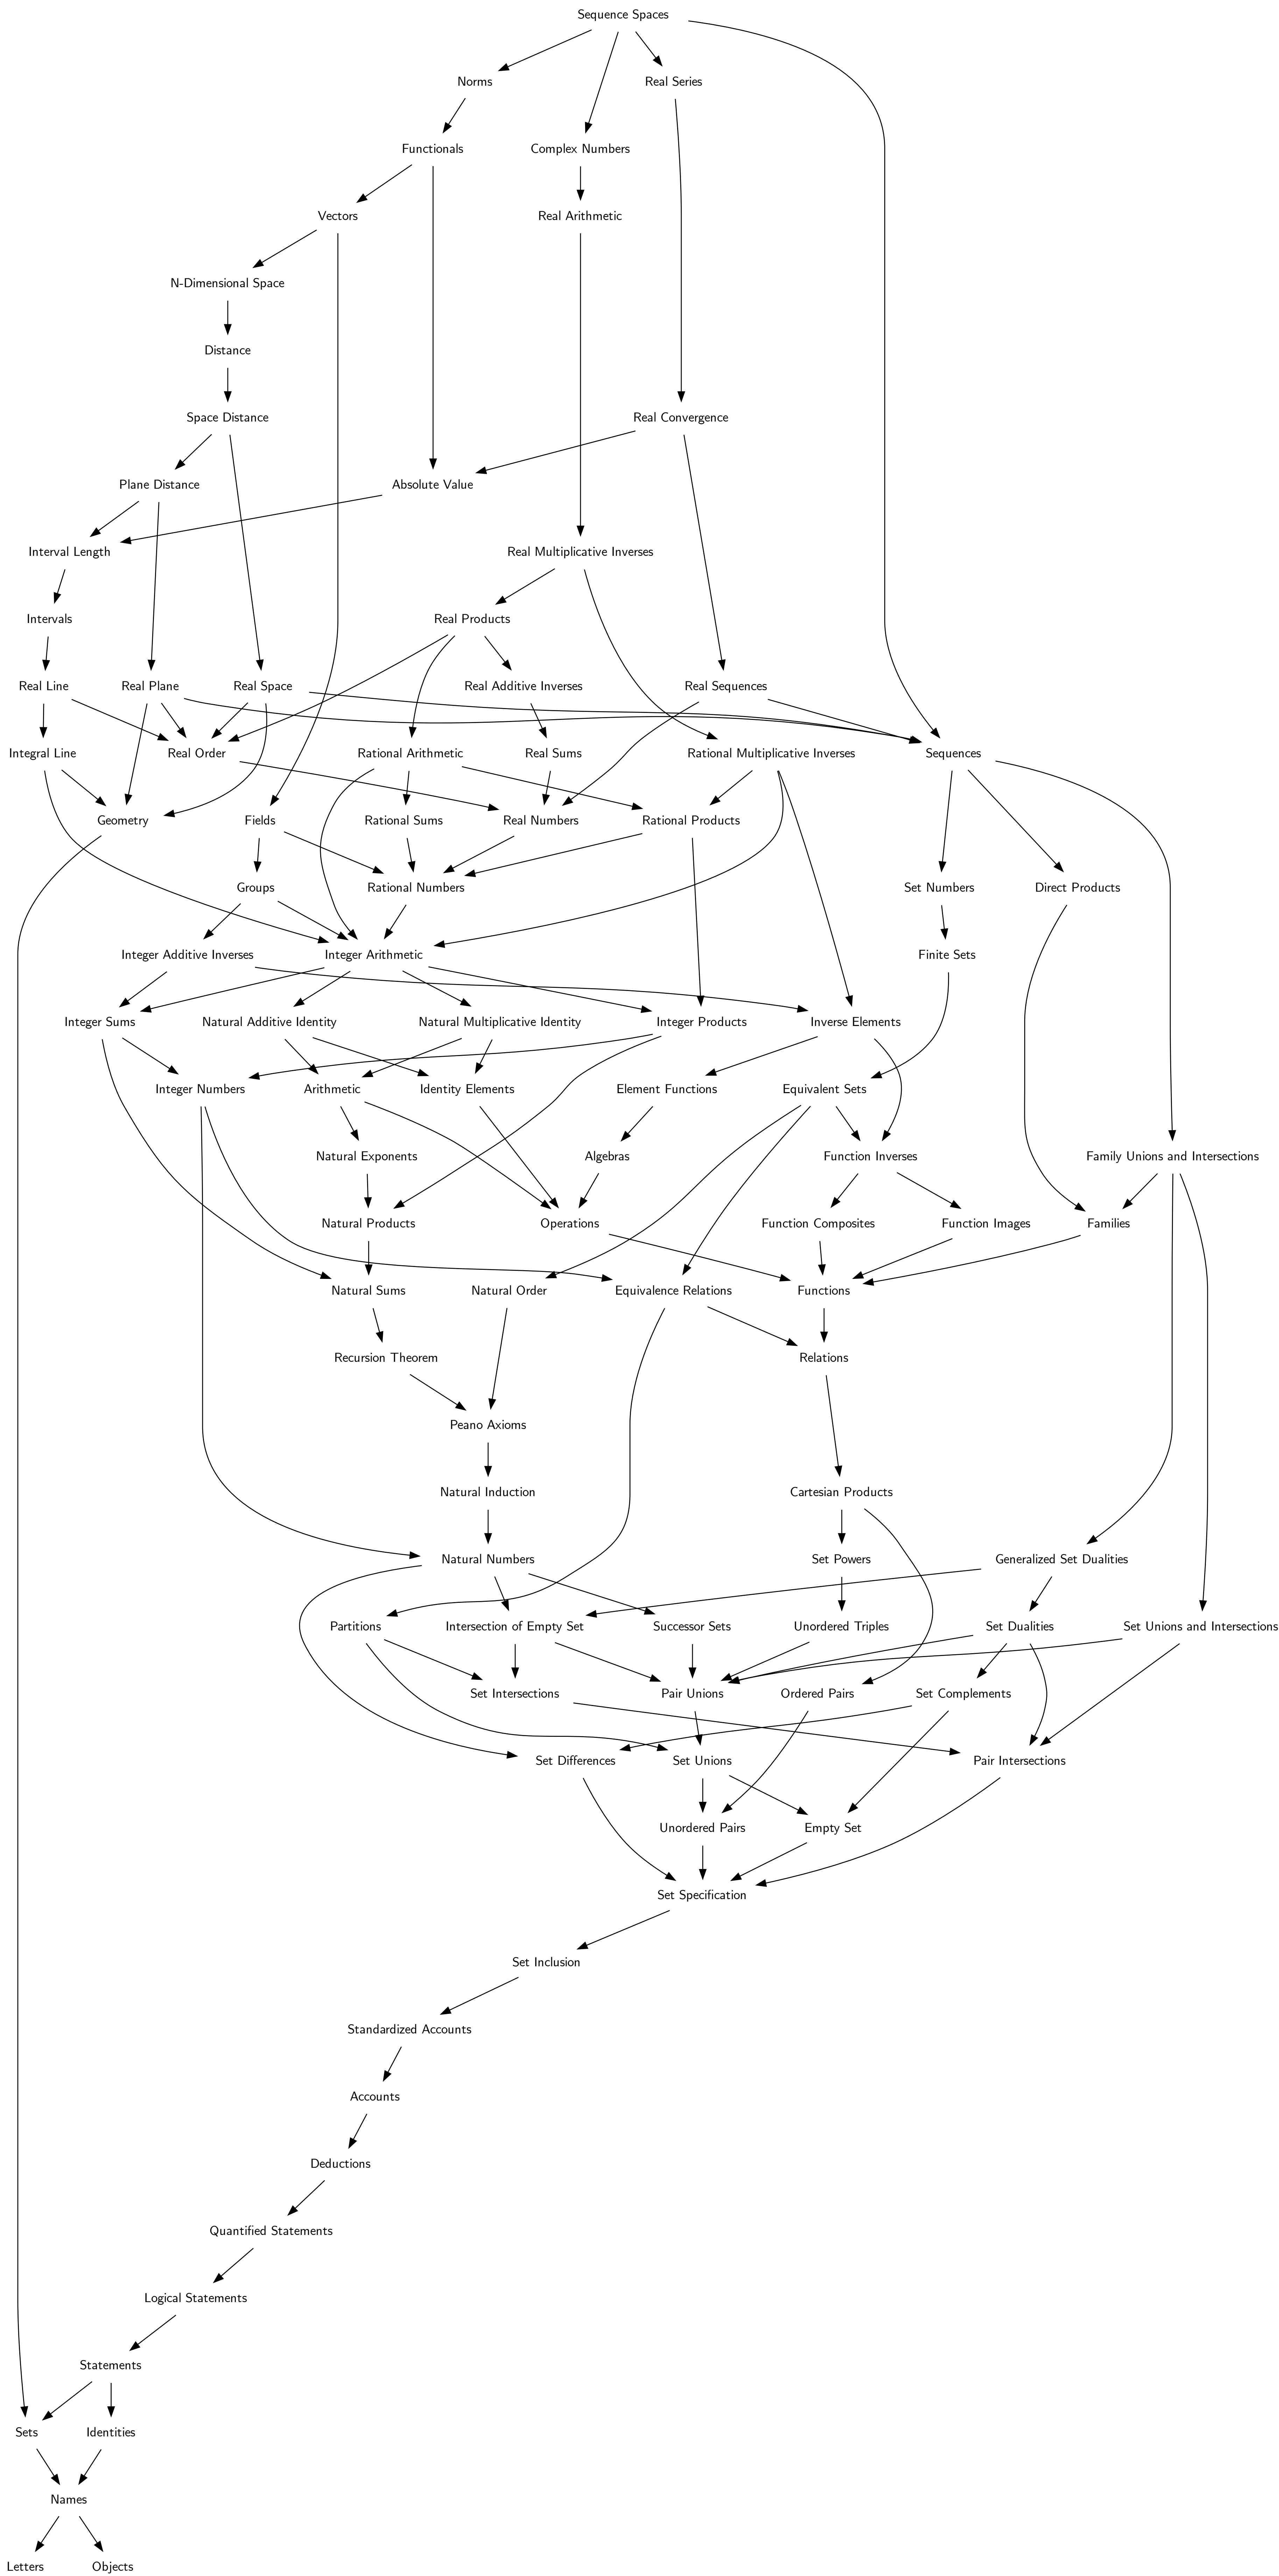 Sequence Spaces
Norms
Real Series
Functionals
Complex Numbers
Vectors
Real Arithmetic
N-Dimensional Space
Distance
Space Distance
Real Convergence
Plane Distance
Absolute Value
Interval Length
Real Multiplicative Inverses
Intervals
Real Products
Real Line
Real Plane
Real Space
Real Additive Inverses
Real Sequences
Integral Line
Real Order
Rational Arithmetic
Real Sums
Rational Multiplicative Inverses
Sequences
Geometry
Fields
Rational Sums
Real Numbers
Rational Products
Groups
Rational Numbers
Set Numbers
Direct Products
Integer Additive Inverses
Integer Arithmetic
Finite Sets
Integer Sums
Natural Additive Identity
Natural Multiplicative Identity
Integer Products
Inverse Elements
Integer Numbers
Arithmetic
Identity Elements
Element Functions
Equivalent Sets
Natural Exponents
Algebras
Function Inverses
Family Unions and Intersections
Natural Products
Operations
Function Composites
Function Images
Families
Natural Sums
Natural Order
Equivalence Relations
Functions
Recursion Theorem
Relations
Peano Axioms
Natural Induction
Cartesian Products
Natural Numbers
Set Powers
Generalized Set Dualities
Partitions
Intersection of Empty Set
Successor Sets
Unordered Triples
Set Dualities
Set Unions and Intersections
Set Intersections
Pair Unions
Ordered Pairs
Set Complements
Set Differences
Set Unions
Pair Intersections
Unordered Pairs
Empty Set
Set Specification
Set Inclusion
Standardized Accounts
Accounts
Deductions
Quantified Statements
Logical Statements
Statements
Sets
Identities
Names
Letters
Objects